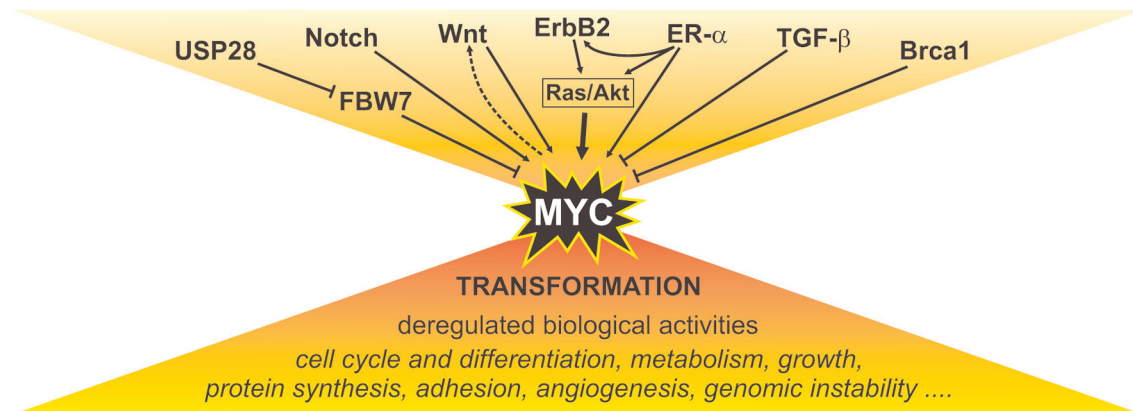 USP28
Notch
Wnt
ErbB2
ER-α
TGF-β
Brca1
FBW7
Ras/Akt
MYC
TRANSFORMATION
deregulated biological activities
cell cycle and differentiation, metabolism, growth,
protein synthesis, adhesion, angiogenesis, genomic instability ....